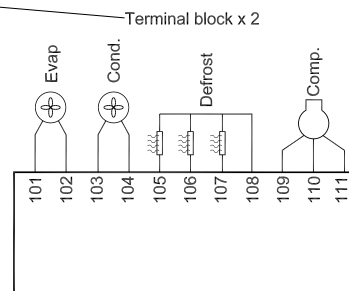 Terminal block x 2
Evap
Cond.
Defrost
Comp.
101 102 103 104 105 106 107 108 109 110 111